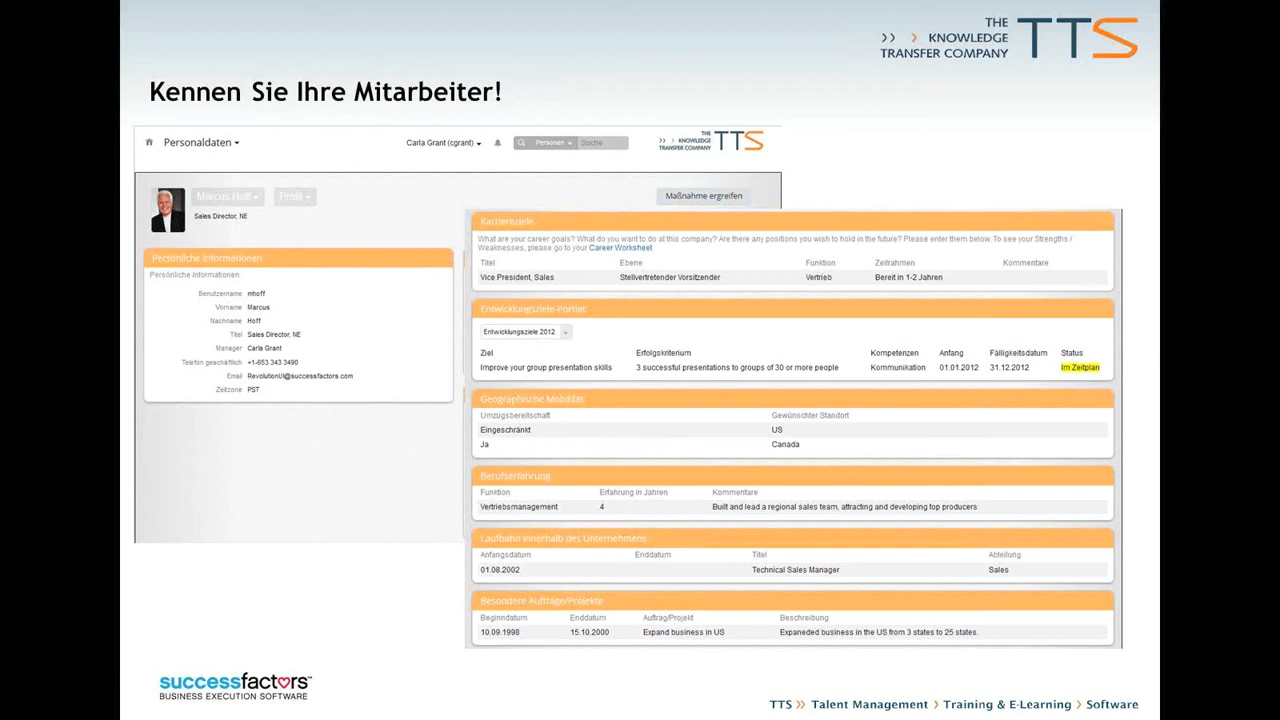 THE
>> > KNOWLEDGE
TRANSFER COMPANY
TTS
Kennen Sie Ihre Mitarbeiter!
Personaldaten
Carla Grant (cgrant)
Personen
Suche
THE
>> > KNOWLEDGE
TRANSFER COMPANY
TTS
Marcus Hoff
Profil
Sales Director, NE
Maßnahme ergreifen
Persönliche Informationen
Persönliche Informationen
Benutzername mhoff
Vorname Marcus
Nachname Hoff
Titel Sales Director, NE
Manager Carla Grant
Telefon geschäftlich +1-653 343 3490
Email RevolutionUI@successfactors.com
Zeitzone PST
Karriereziele
What are your career goals? What do you want to do at this company? Are there any positions you wish to hold in the future? Please enter them below. To see your Strengths /
Weaknesses, please go to your Career Worksheet
Titel Ebene Funktion Zeitrahmen Kommentare
Vice President, Sales Stellvertretender Vorsitzender Vertrieb Bereit in 1-2 Jahren
Entwicklungsziele-Portlet
Entwicklungsziele 2012
Ziel Erfolgskriterium Kompetenzen Anfang Fälligkeitsdatum Status
Improve your group presentation skills 3 successful presentations to groups of 30 or more people Kommunikation 01.01.2012 31.12.2012 Im Zeitplan
Geographische Mobilität
Umzugsbereitschaft Gewünschter Standort
Eingeschränkt US
Ja Canada
Berufserfahrung
Funktion Erfahrung in Jahren Kommentare
Vertriebsmanagement 4 Built and lead a regional sales team, attracting and developing top producers
Laufbahn innerhalb des Unternehmens
Anfangsdatum Enddatum Titel Abteilung
01.08.2002 Technical Sales Manager Sales
Besondere Aufträge/Projekte
Beginndatum Enddatum Auftrag/Projekt Beschreibung
10.09.1998 15.10.2000 Expand business in US Expaneded business in the US from 3 states to 25 states.
successfactors™
BUSINESS EXECUTION SOFTWARE
TTS >> Talent Management > Training & E-Learning > Software